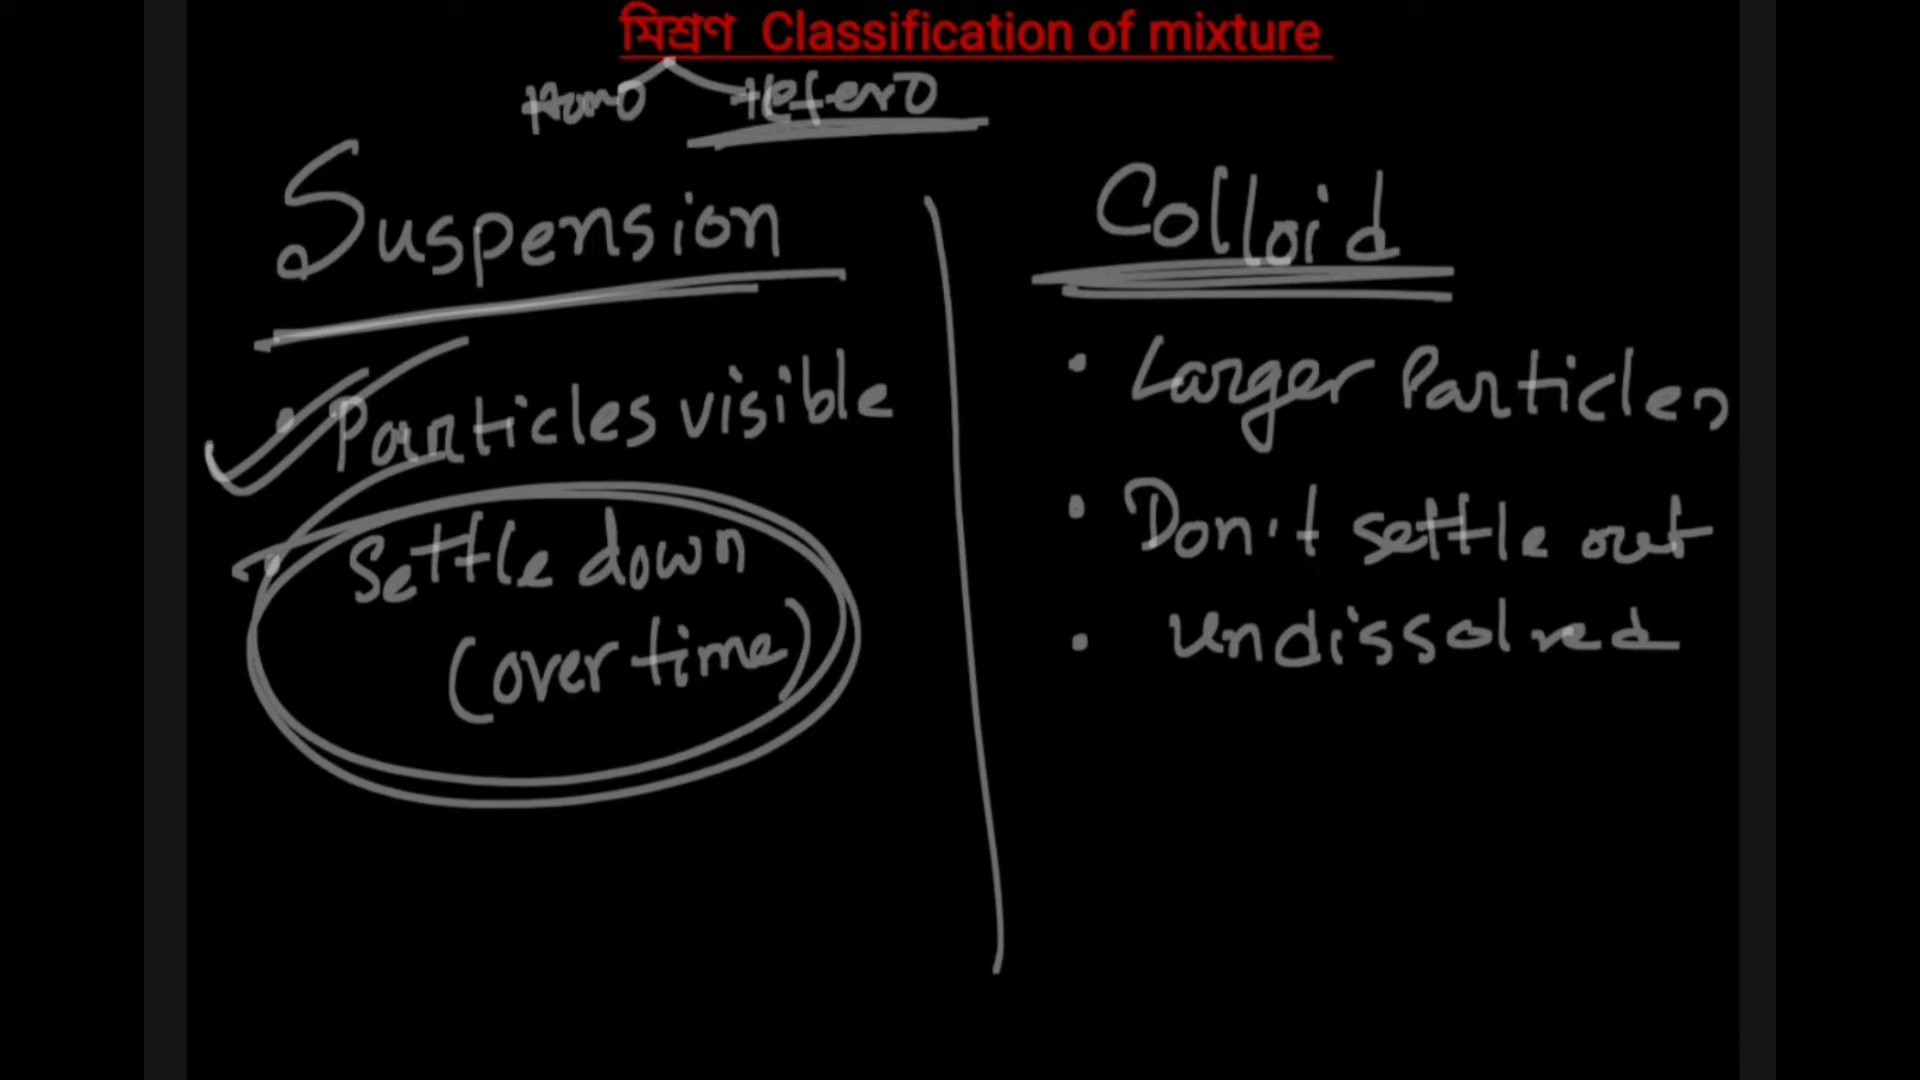 মিশ্রণ Classification of mixture
Homo Hetero
Suspension
• Particles visible
• Settle down
(over time)
Colloid
• Larger Particles
• Don't settle out
• undissolved